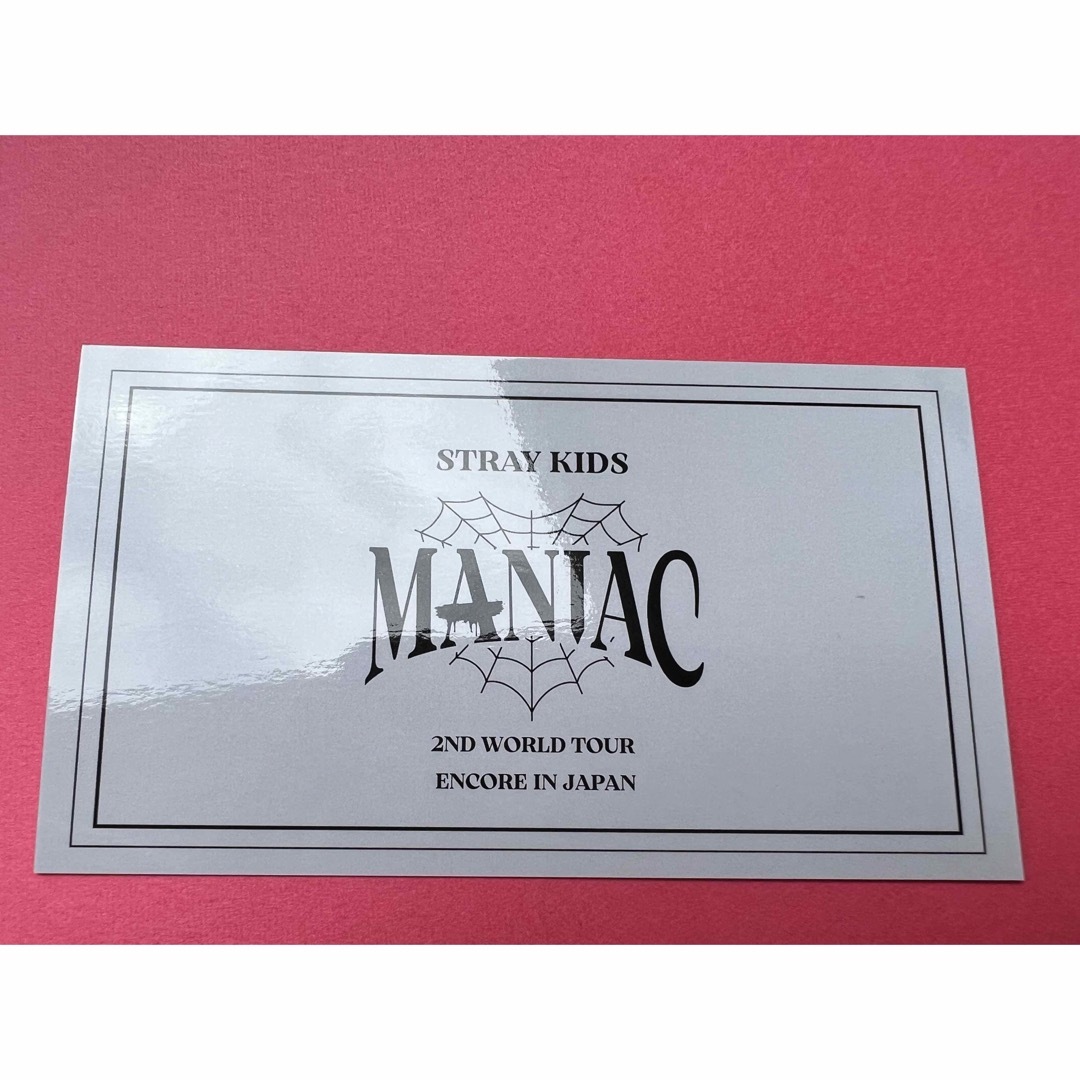 STRAY KIDS
MANIAC
2ND WORLD TOUR
ENCORE IN JAPAN